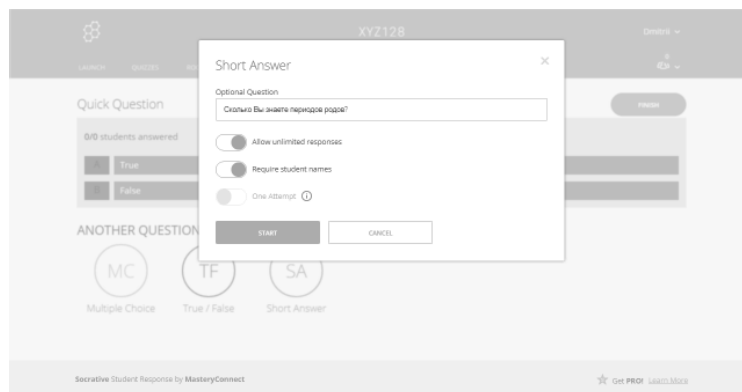 XYZ128
Dmitrii
LAUNCH QUIZZES
Short Answer
Optional Question
Сколько Вы знаете периодов родов?
Allow unlimited responses
Require student names
One Attempt
START CANCEL
Quick Question
FINISH
0/0 students answered
A True
B False
ANOTHER QUESTION
MC TF SA
Multiple Choice True / False Short Answer
Socrative Student Response by MasteryConnect
Get PRO! Learn More